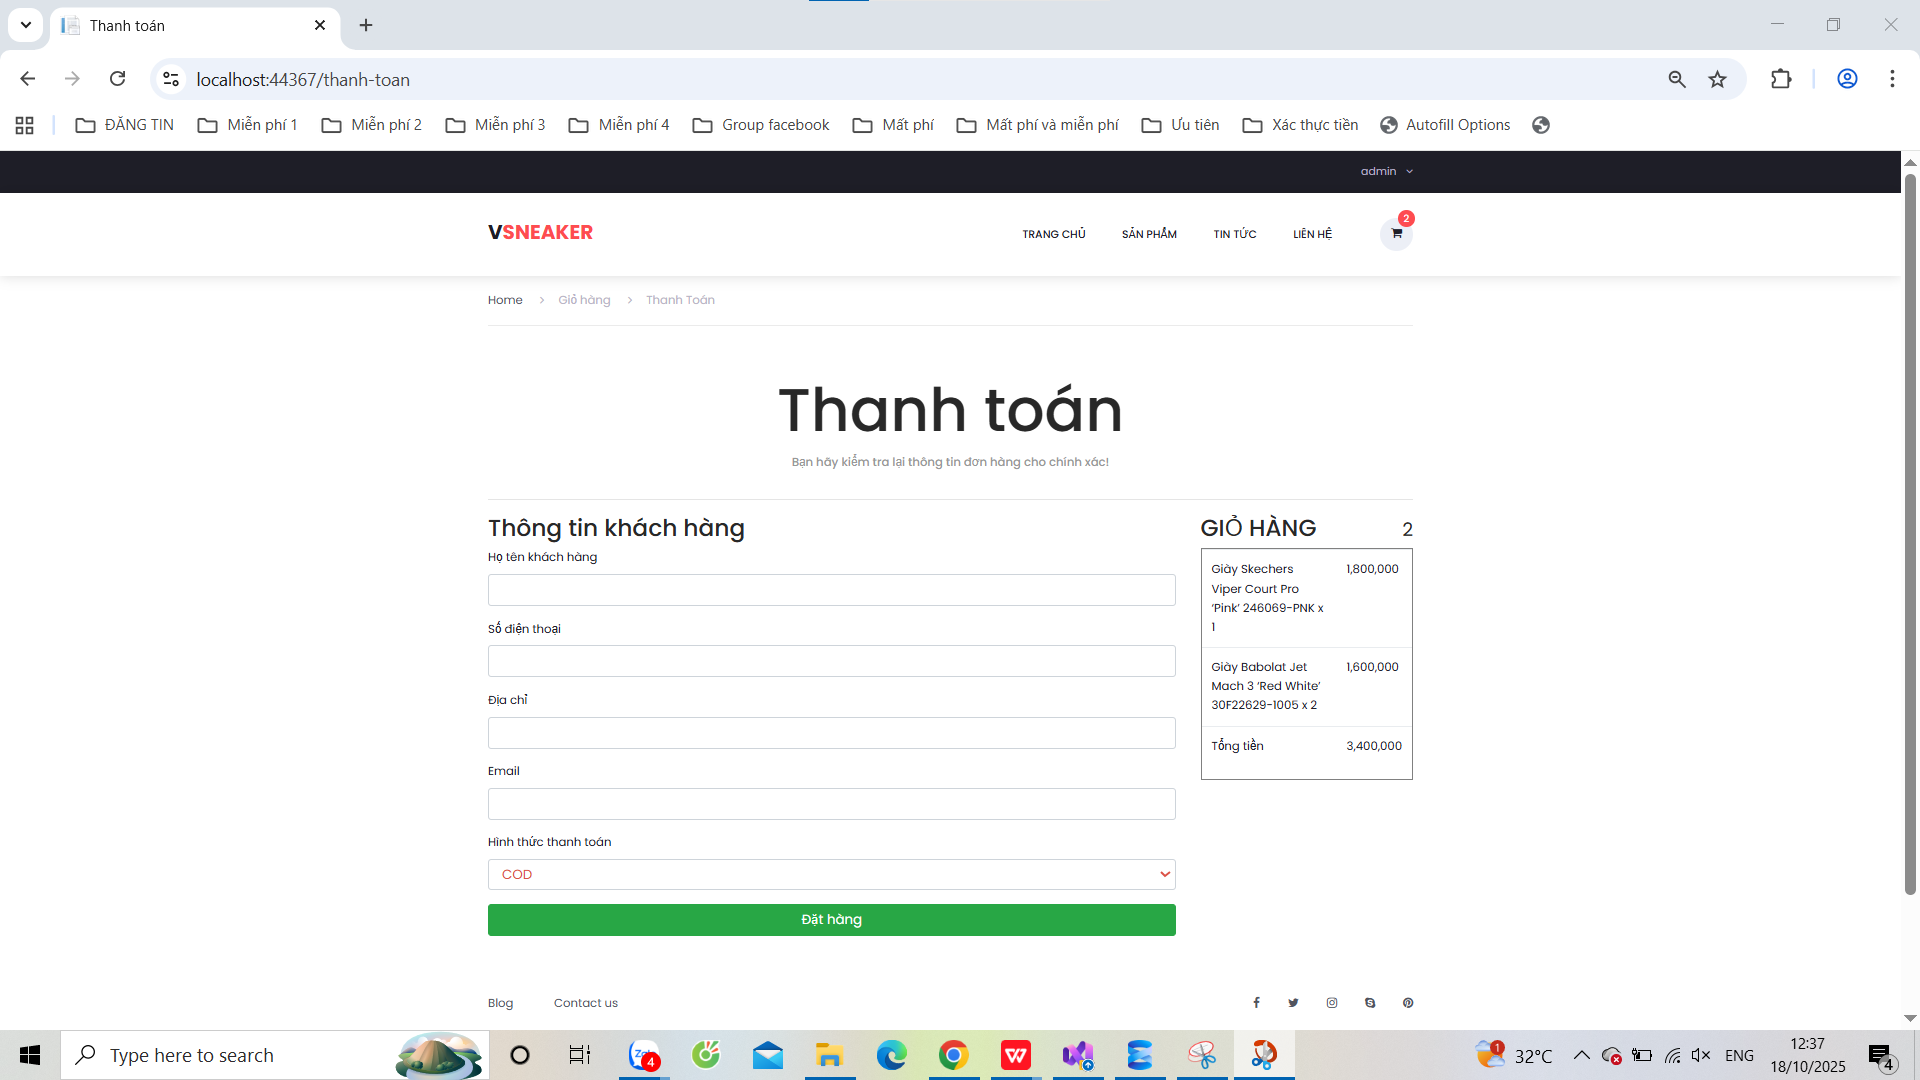 Thanh toán
localhost:44367/thanh-toan
ĐĂNG TIN
Miễn phí 1
Miễn phí 2
Miễn phí 3
Miễn phí 4
Group facebook
Mất phí
Mất phí và miễn phí
Ưu tiên
Xác thực tiền
Autofill Options
admin
VSNEAKER
TRANG CHỦ
SẢN PHẨM
TIN TỨC
LIÊN HỆ
2
Home > Giỏ hàng > Thanh Toán
Thanh toán
Bạn hãy kiểm tra lại thông tin đơn hàng cho chính xác!
Thông tin khách hàng
Họ tên khách hàng
Số điện thoại
Địa chỉ
Email
Hình thức thanh toán
COD
Đặt hàng
GIỎ HÀNG 2
Giày Skechers 1,800,000
Viper Court Pro
‘Pink’ 246069-PNK x
1
Giày Babolat Jet 1,600,000
Mach 3 ‘Red White’
30F22629-1005 x 2
Tổng tiền 3,400,000
Blog
Contact us
Type here to search
Zalo
4
1
32°C
ENG
12:37
18/10/2025
4